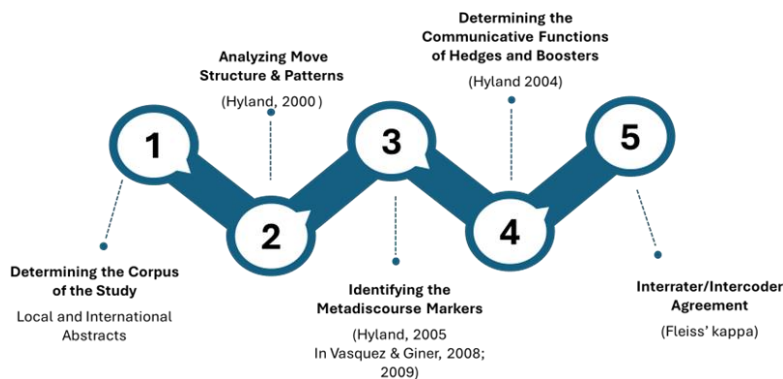 1
Determining the Corpus
of the Study
Local and International
Abstracts
2
Analyzing Move
Structure & Patterns
(Hyland, 2000)
3
Identifying the
Metadiscourse Markers
(Hyland, 2005
In Vasquez & Giner, 2008;
2009)
4
Determining the
Communicative Functions
of Hedges and Boosters
(Hyland 2004)
5
Interrater/Intercoder
Agreement
(Fleiss’ kappa)